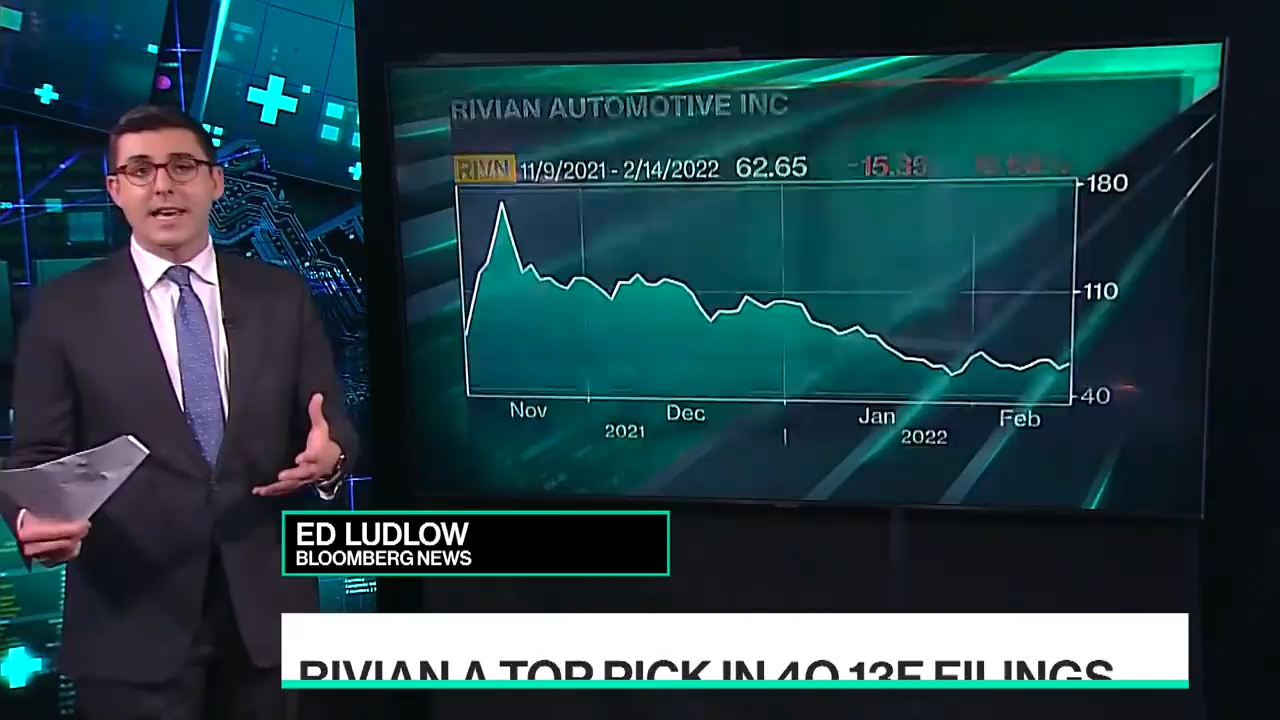 RIVIAN AUTOMOTIVE INC
RIVN 11/9/2021 - 2/14/2022 62.65 -15.35
180
110
40
Nov Dec Jan Feb
2021 2022
ED LUDLOW
BLOOMBERG NEWS
RIVIAN A TOP PICK IN 4Q 13F FILINGS